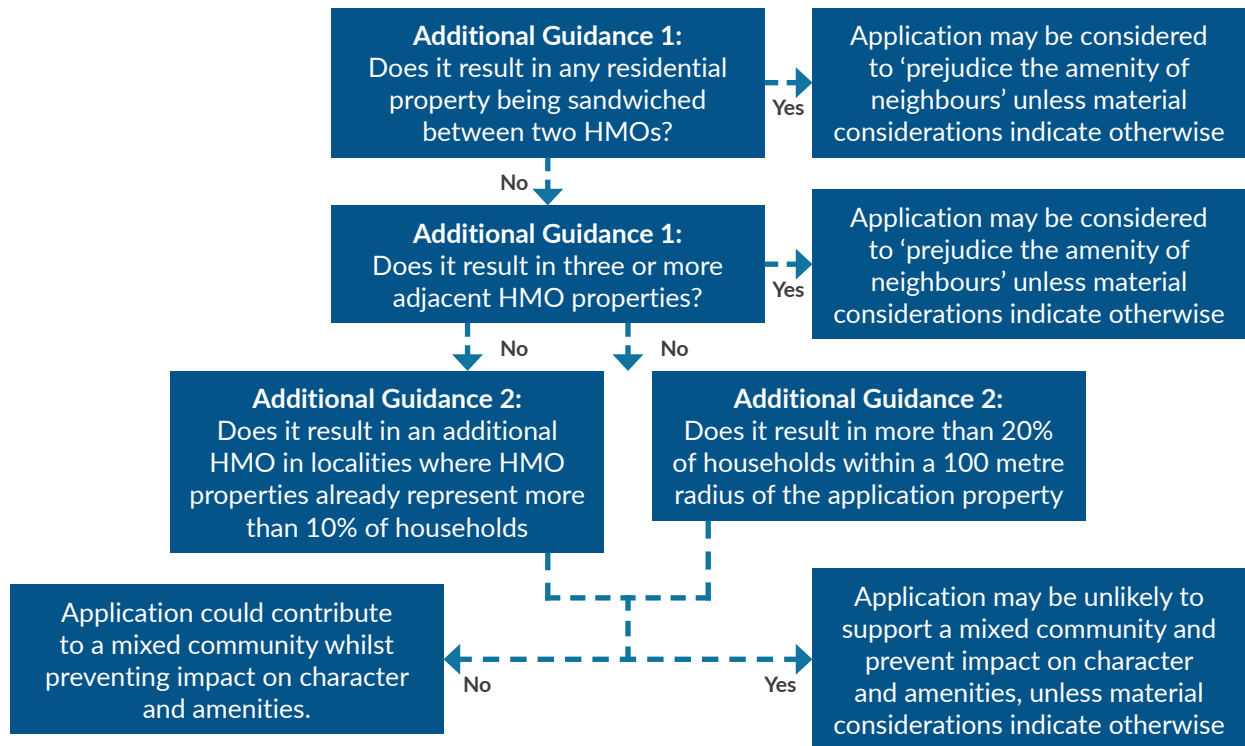 Additional Guidance 1:
Does it result in any residential
property being sandwiched
between two HMOs?
Yes
Application may be considered
to ‘prejudice the amenity of
neighbours’ unless material
considerations indicate otherwise
No
Additional Guidance 1:
Does it result in three or more
adjacent HMO properties?
Yes
Application may be considered
to ‘prejudice the amenity of
neighbours’ unless material
considerations indicate otherwise
No
No
Additional Guidance 2:
Does it result in an additional
HMO in localities where HMO
properties already represent more
than 10% of households
Additional Guidance 2:
Does it result in more than 20%
of households within a 100 metre
radius of the application property
Application could contribute
to a mixed community whilst
preventing impact on character
and amenities.
No
Yes
Application may be unlikely to
support a mixed community and
prevent impact on character
and amenities, unless material
considerations indicate otherwise